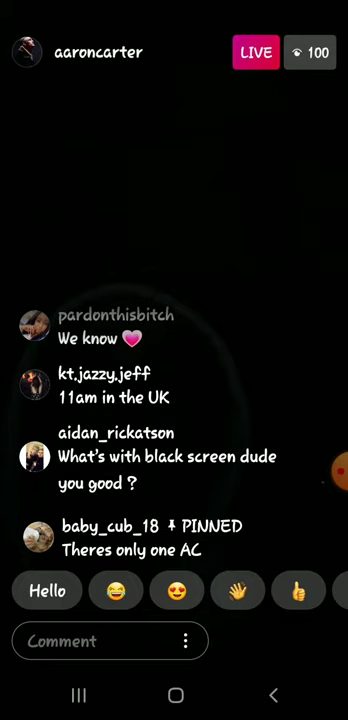 aaroncarter
LIVE
100
pardonthisbitch
We know 💗
kt.jazzy.jeff
11am in the UK
aidan_rickatson
What's with black screen dude
you good ?
baby_cub_18 PINNED
Theres only one AC
Hello
Comment